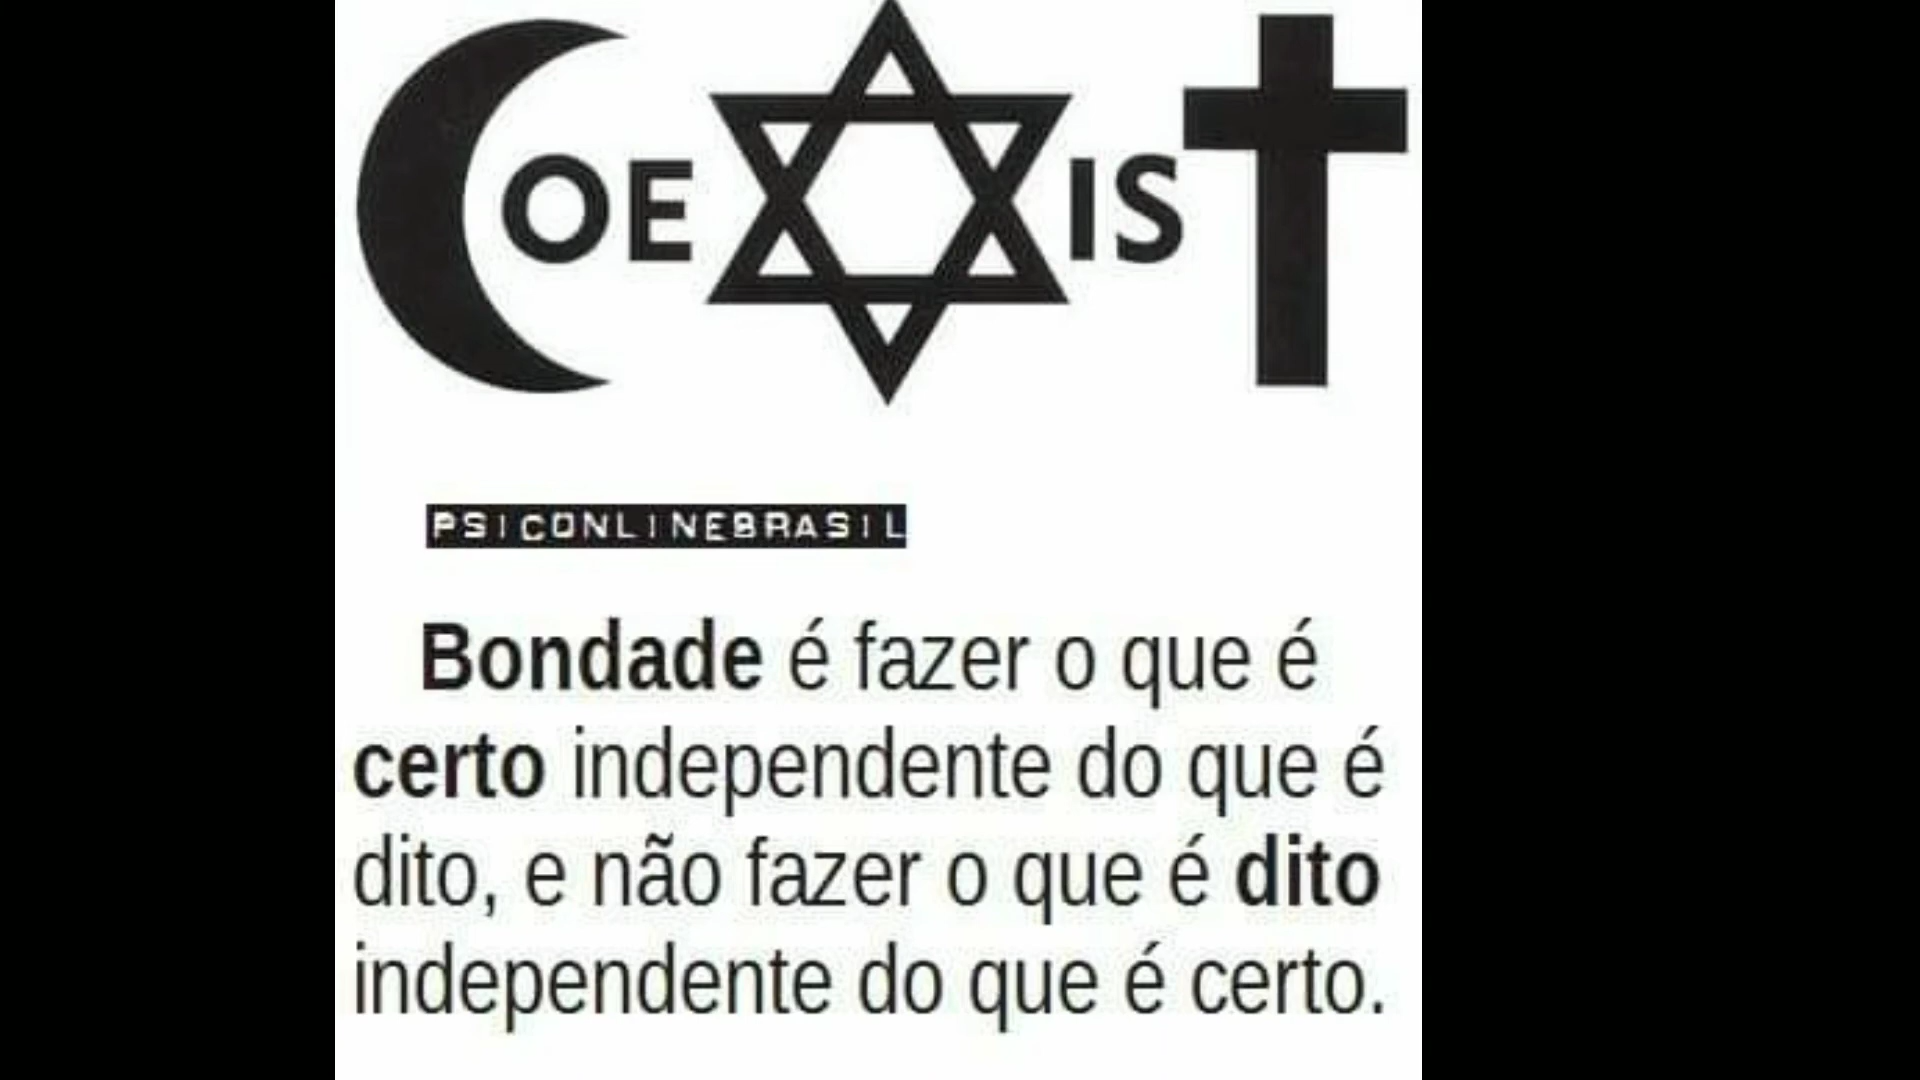 COEXIST
PSICONLINEBRASIL
Bondade é fazer o que é
certo independente do que é
dito, e não fazer o que é dito
independente do que é certo.